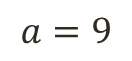 a = 9